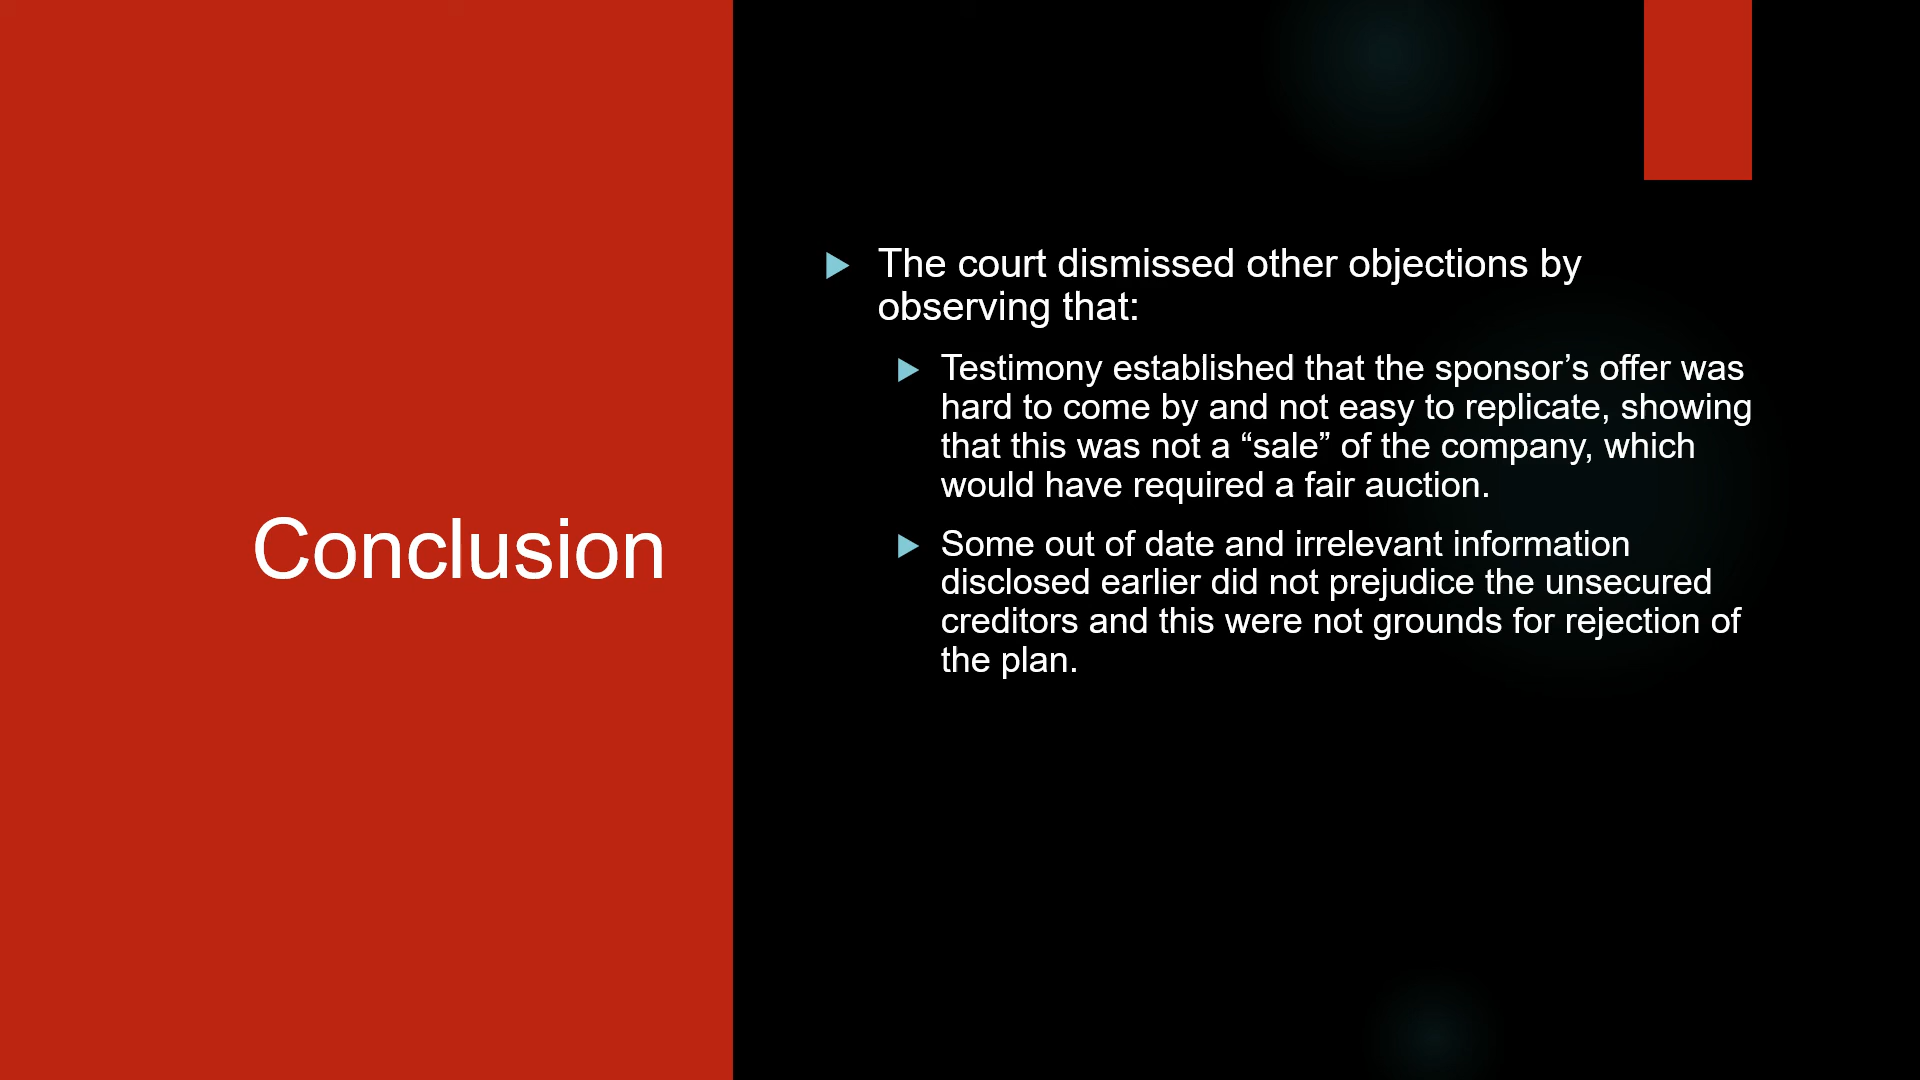 Conclusion
The court dismissed other objections by
observing that:
Testimony established that the sponsor’s offer was
hard to come by and not easy to replicate, showing
that this was not a “sale” of the company, which
would have required a fair auction.
Some out of date and irrelevant information
disclosed earlier did not prejudice the unsecured
creditors and this were not grounds for rejection of
the plan.